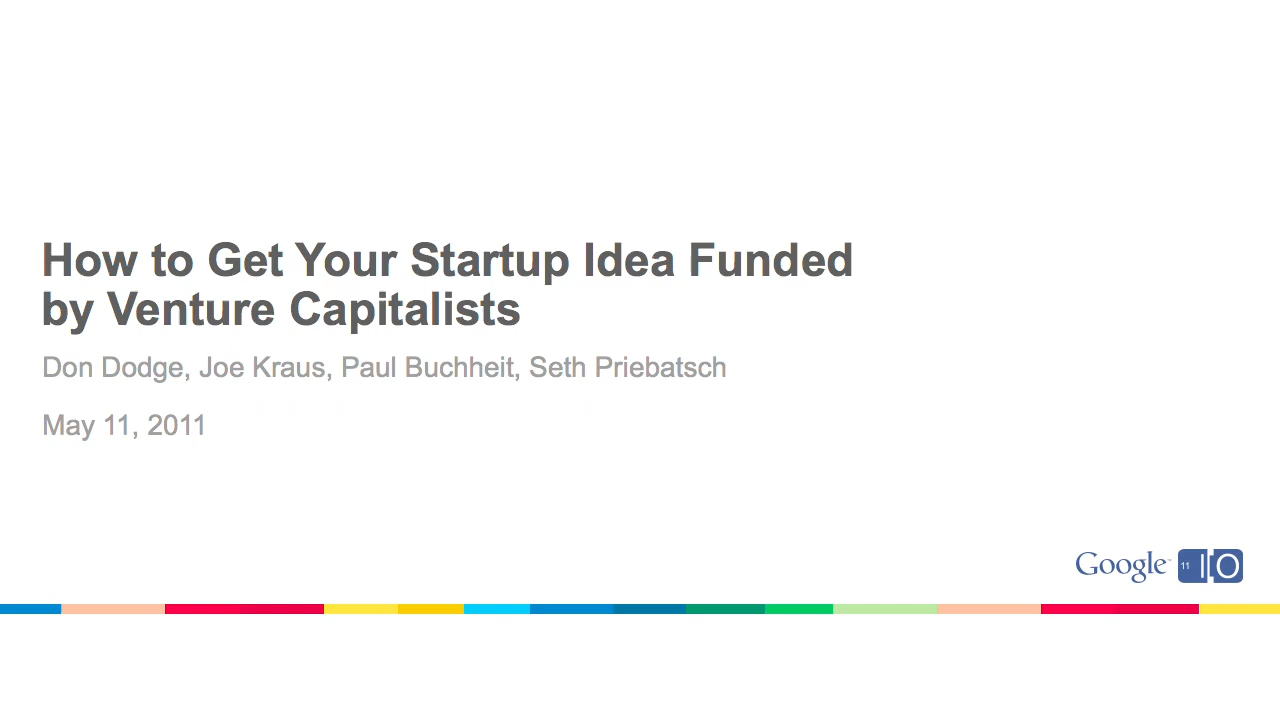 How to Get Your Startup Idea Funded
by Venture Capitalists
Don Dodge, Joe Kraus, Paul Buchheit, Seth Priebatsch
May 11, 2011
Google™ 11 IO